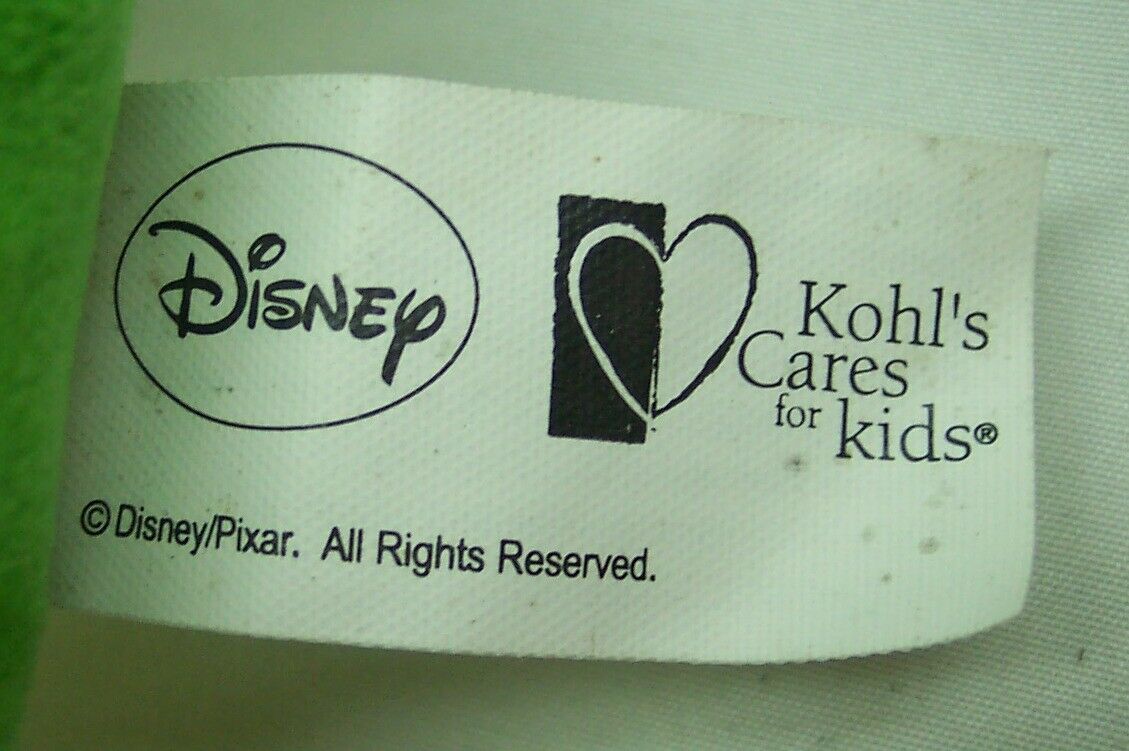 Disney
Kohl's
Cares
for kids®
© Disney/Pixar. All Rights Reserved.